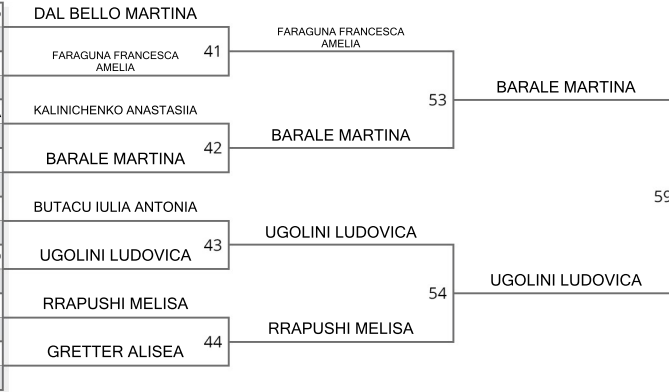 DAL BELLO MARTINA
FARAGUNA FRANCESCA
AMELIA
41
FARAGUNA FRANCESCA
AMELIA
BARALE MARTINA
53
KALINICHENKO ANASTASIIA
42
BARALE MARTINA
BARALE MARTINA
59
BUTACU IULIA ANTONIA
43
UGOLINI LUDOVICA
UGOLINI LUDOVICA
UGOLINI LUDOVICA
54
RRAPUSHI MELISA
44
RRAPUSHI MELISA
GRETTER ALISEA